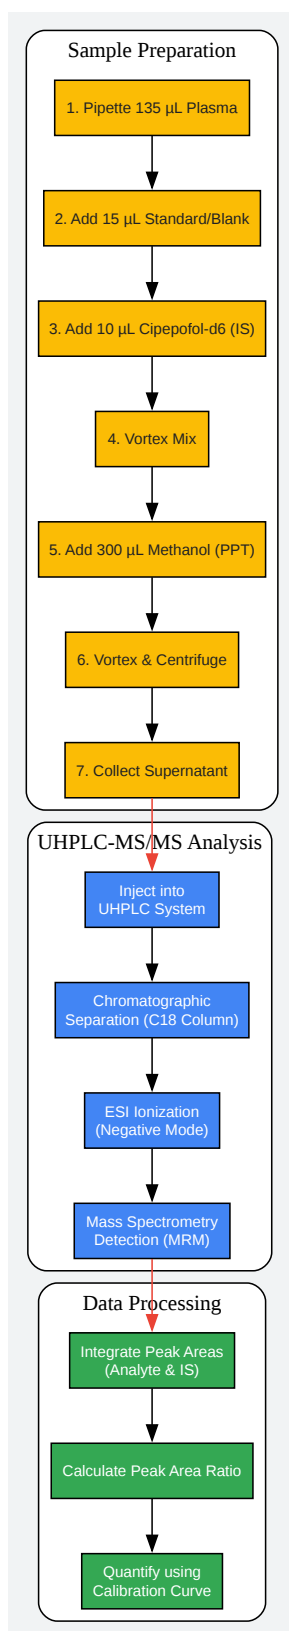 Sample Preparation
1. Pipette 135 µL Plasma
2. Add 15 µL Standard/Blank
3. Add 10 µL Cipepofol-d6 (IS)
4. Vortex Mix
5. Add 300 µL Methanol (PPT)
6. Vortex & Centrifuge
7. Collect Supernatant
UHPLC-MS/MS Analysis
Inject into
UHPLC System
Chromatographic
Separation (C18 Column)
ESI Ionization
(Negative Mode)
Mass Spectrometry
Detection (MRM)
Data Processing
Integrate Peak Areas
(Analyte & IS)
Calculate Peak Area Ratio
Quantify using
Calibration Curve